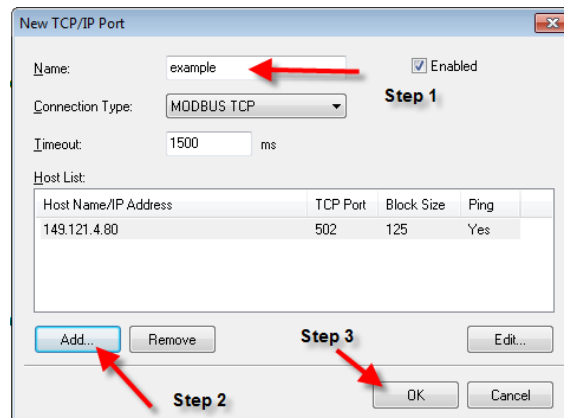 New TCP/IP Port
Name: example Enabled
Step 1
Connection Type: MODBUS TCP
Timeout: 1500 ms
Host List:
Host Name/IP Address TCP Port Block Size Ping
149.121.4.80 502 125 Yes
Add... Remove Step 3 Edit...
Step 2 OK Cancel